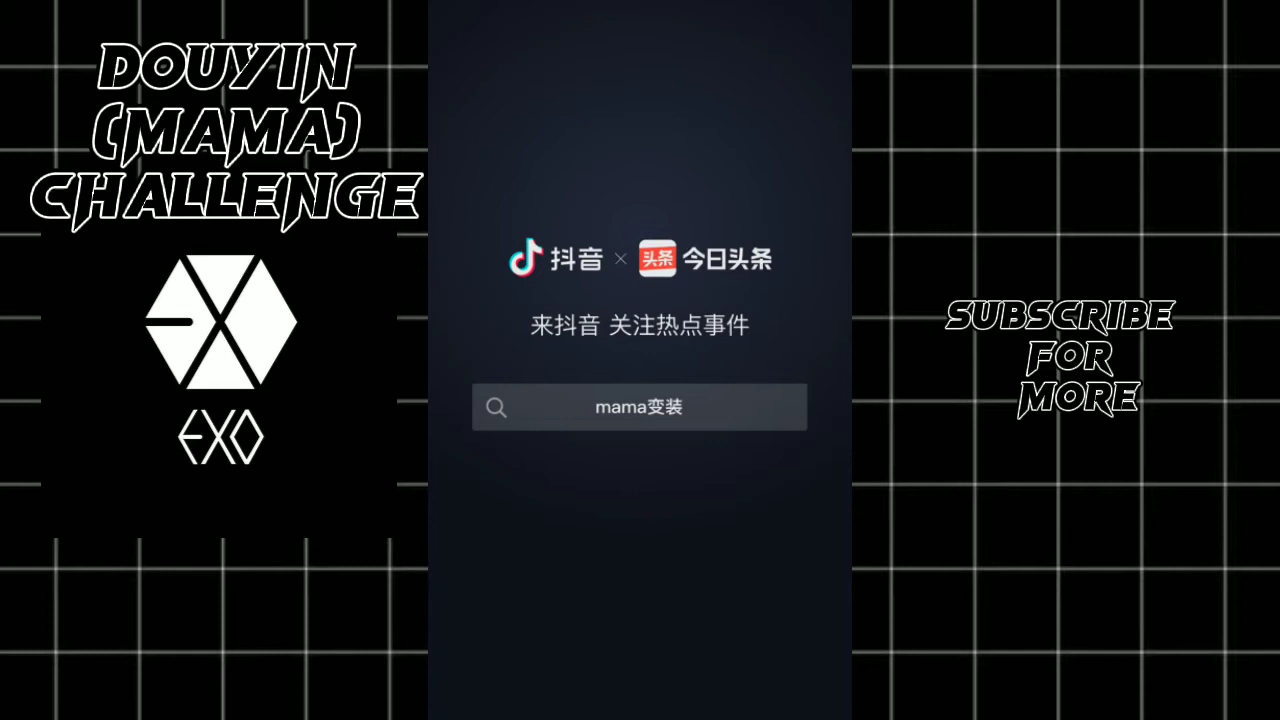 DOUYIN
(MAMA)
CHALLENGE
EXO
抖音 × 头条 今日头条
来抖音 关注热点事件
mama变装
SUBSCRIBE
FOR
MORE